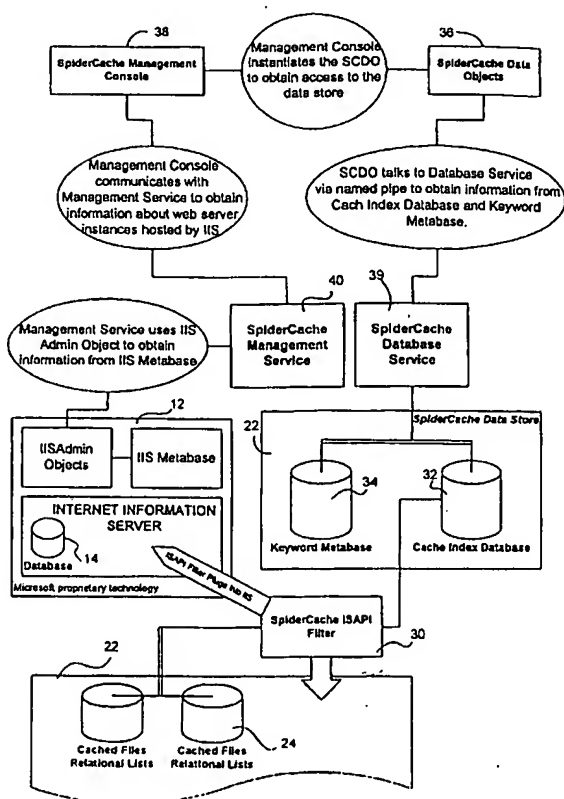 38
SpiderCache Management
Console
Management Console
instantiates the SCDO
to obtain access to the
data store
36
SpiderCache Data
Objects
Management Console
communicates with
Management Service to obtain
information about web server
instances hosted by IIS
SCDO talks to Database Service
via named pipe to obtain information from
Cach Index Database and Keyword
Metabase.
40
SpiderCache
Management
Service
39
SpiderCache
Database
Service
Management Service uses IIS
Admin Object to obtain
information from IIS Metabase
12
IISAdmin
Objects
IIS Metabase
INTERNET INFORMATION
SERVER
14
Database
Microsoft proprietary technology
SpiderCache Data Store
22
34
Keyword Metabase
32
Cache Index Database
ISAPI Filter Plugs into IIS
SpiderCache ISAPI
Filter
30
22
Cached Files
Relational Lists
Cached Files
Relational Lists
24